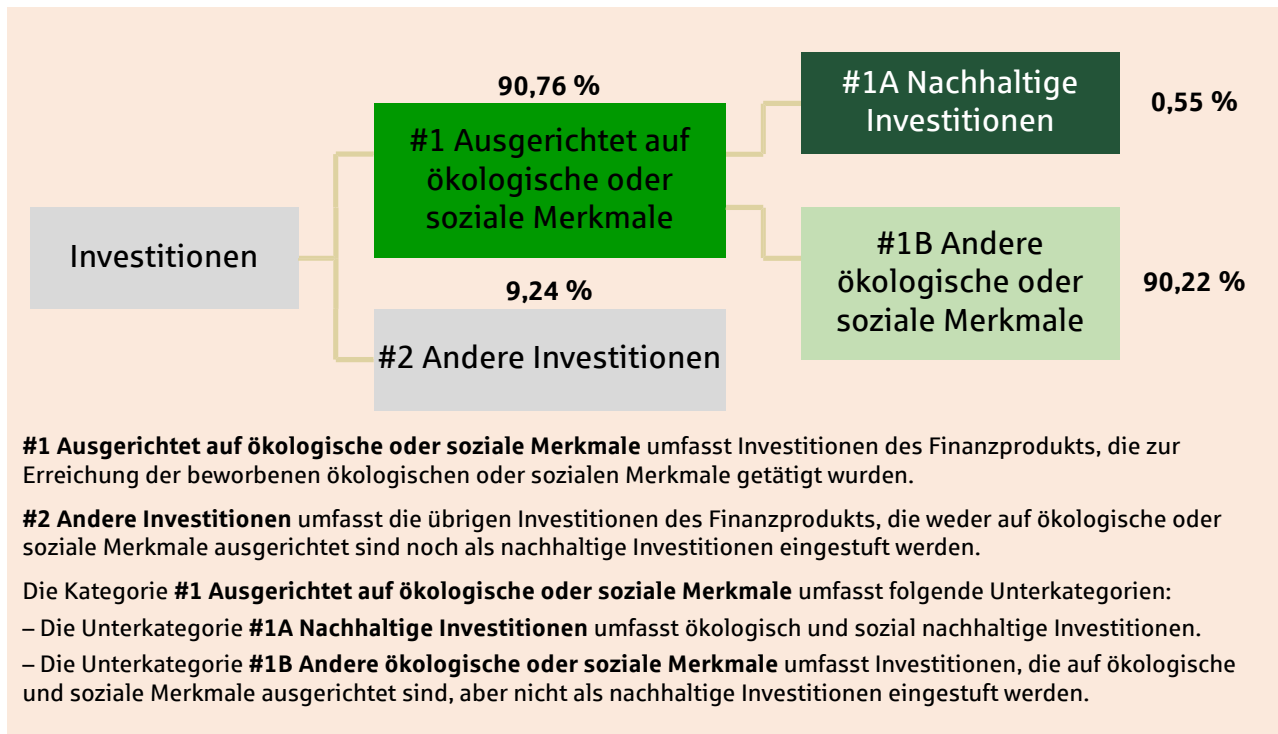 90,76 %
#1 Ausgerichtet auf
ökologische oder
soziale Merkmale
#1A Nachhaltige
Investitionen
0,55 %
Investitionen
9,24 %
#2 Andere Investitionen
#1B Andere
ökologische oder
soziale Merkmale
90,22 %
#1 Ausgerichtet auf ökologische oder soziale Merkmale umfasst Investitionen des Finanzprodukts, die zur
Erreichung der beworbenen ökologischen oder sozialen Merkmale getätigt wurden.
#2 Andere Investitionen umfasst die übrigen Investitionen des Finanzprodukts, die weder auf ökologische oder
soziale Merkmale ausgerichtet sind noch als nachhaltige Investitionen eingestuft werden.
Die Kategorie #1 Ausgerichtet auf ökologische oder soziale Merkmale umfasst folgende Unterkategorien:
– Die Unterkategorie #1A Nachhaltige Investitionen umfasst ökologisch und sozial nachhaltige Investitionen.
– Die Unterkategorie #1B Andere ökologische oder soziale Merkmale umfasst Investitionen, die auf ökologische
und soziale Merkmale ausgerichtet sind, aber nicht als nachhaltige Investitionen eingestuft werden.